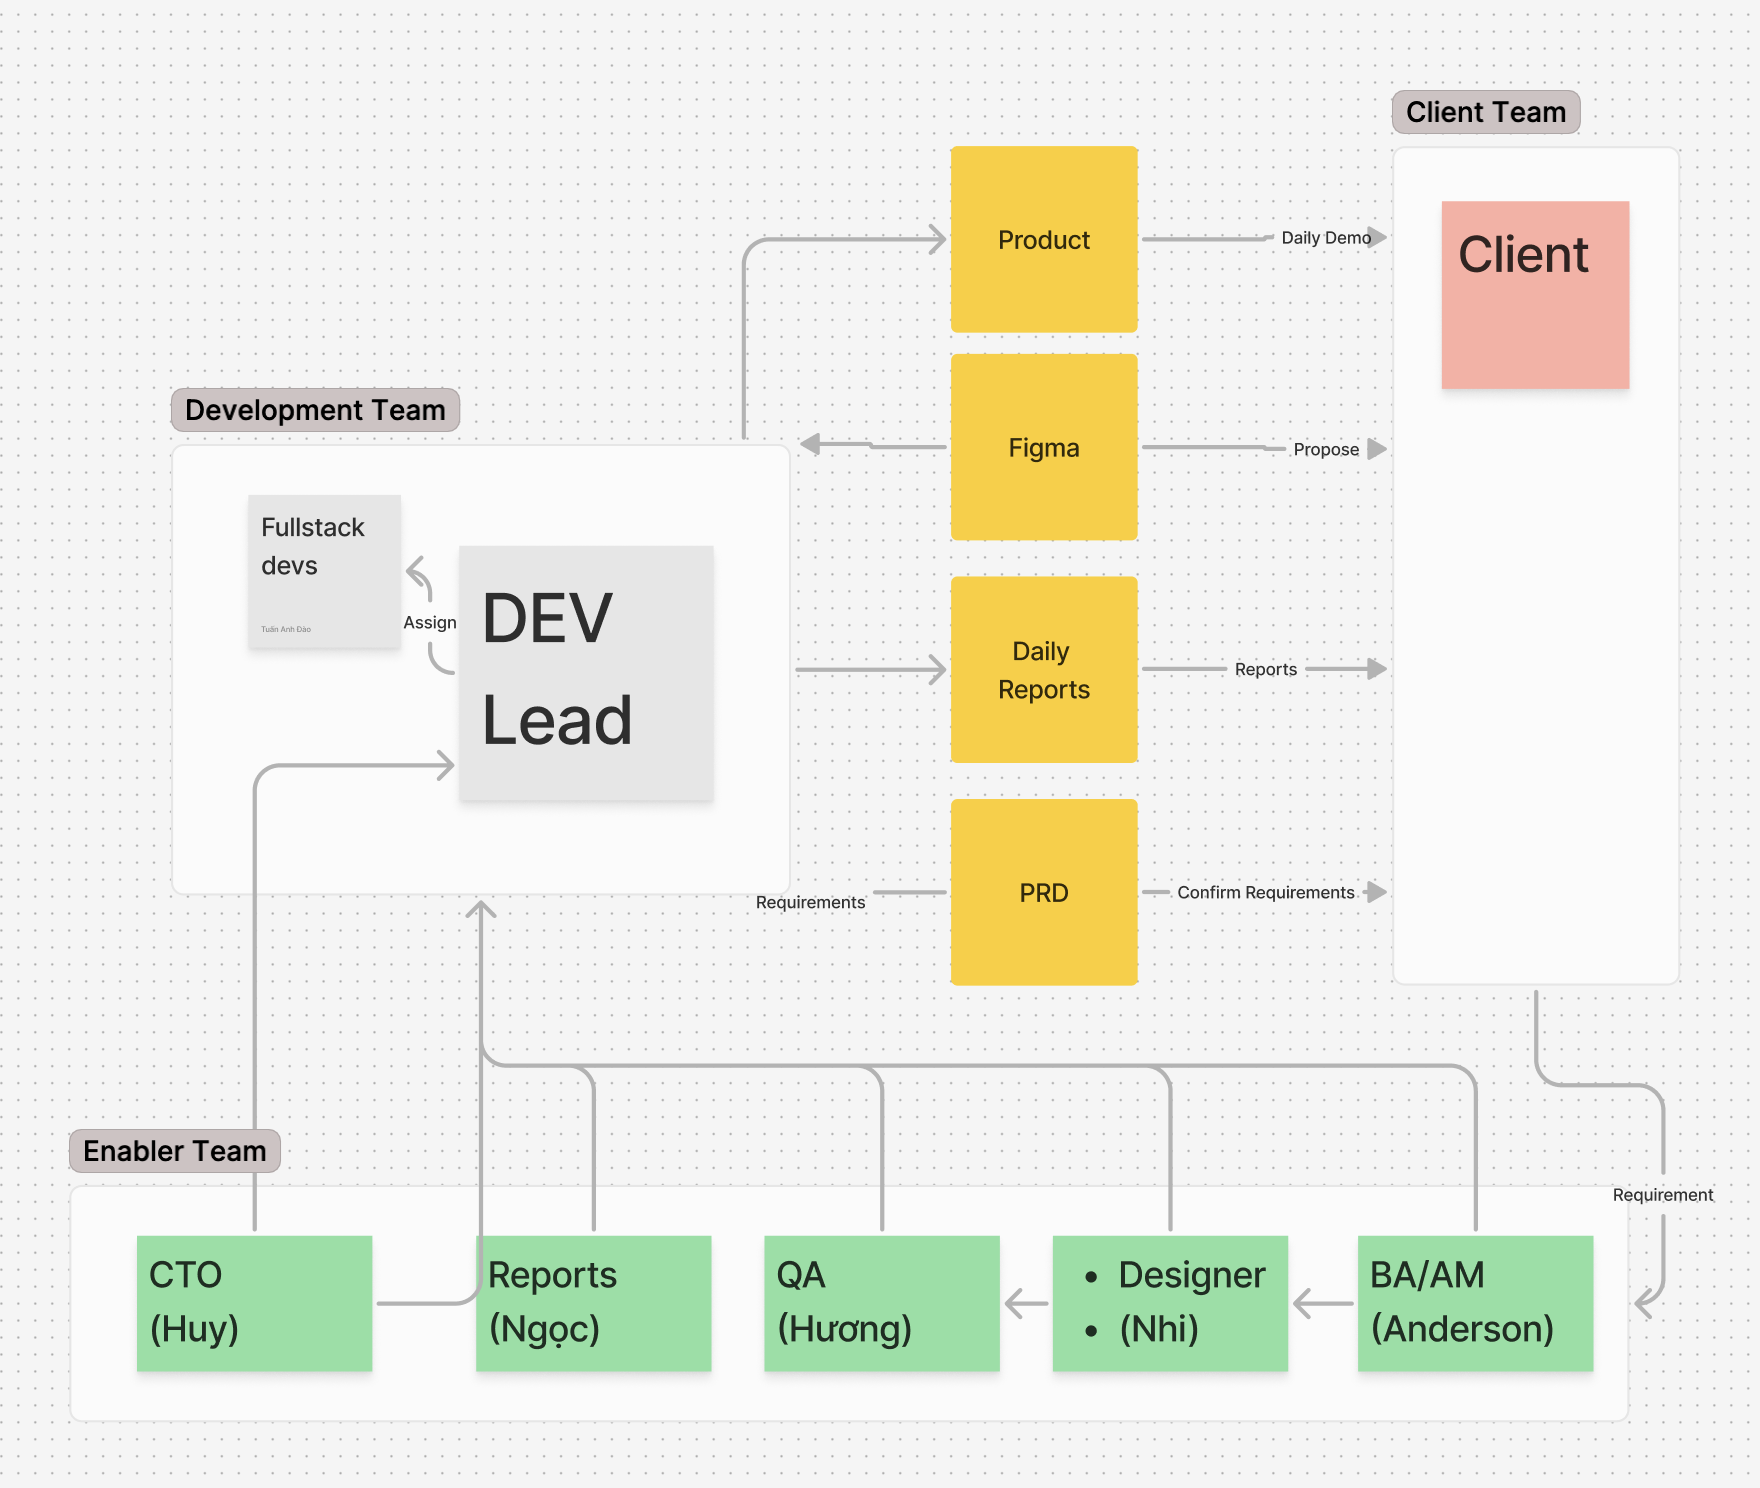 Client Team
Product
Daily Demo
Client
Development Team
Figma
Propose
Fullstack
devs
Tuấn Anh Đào
Assign
DEV
Lead
Daily
Reports
Reports
PRD
Requirements
Confirm Requirements
Enabler Team
Requirement
CTO
(Huy)
Reports
(Ngọc)
QA
(Hương)
• Designer
• (Nhi)
BA/AM
(Anderson)